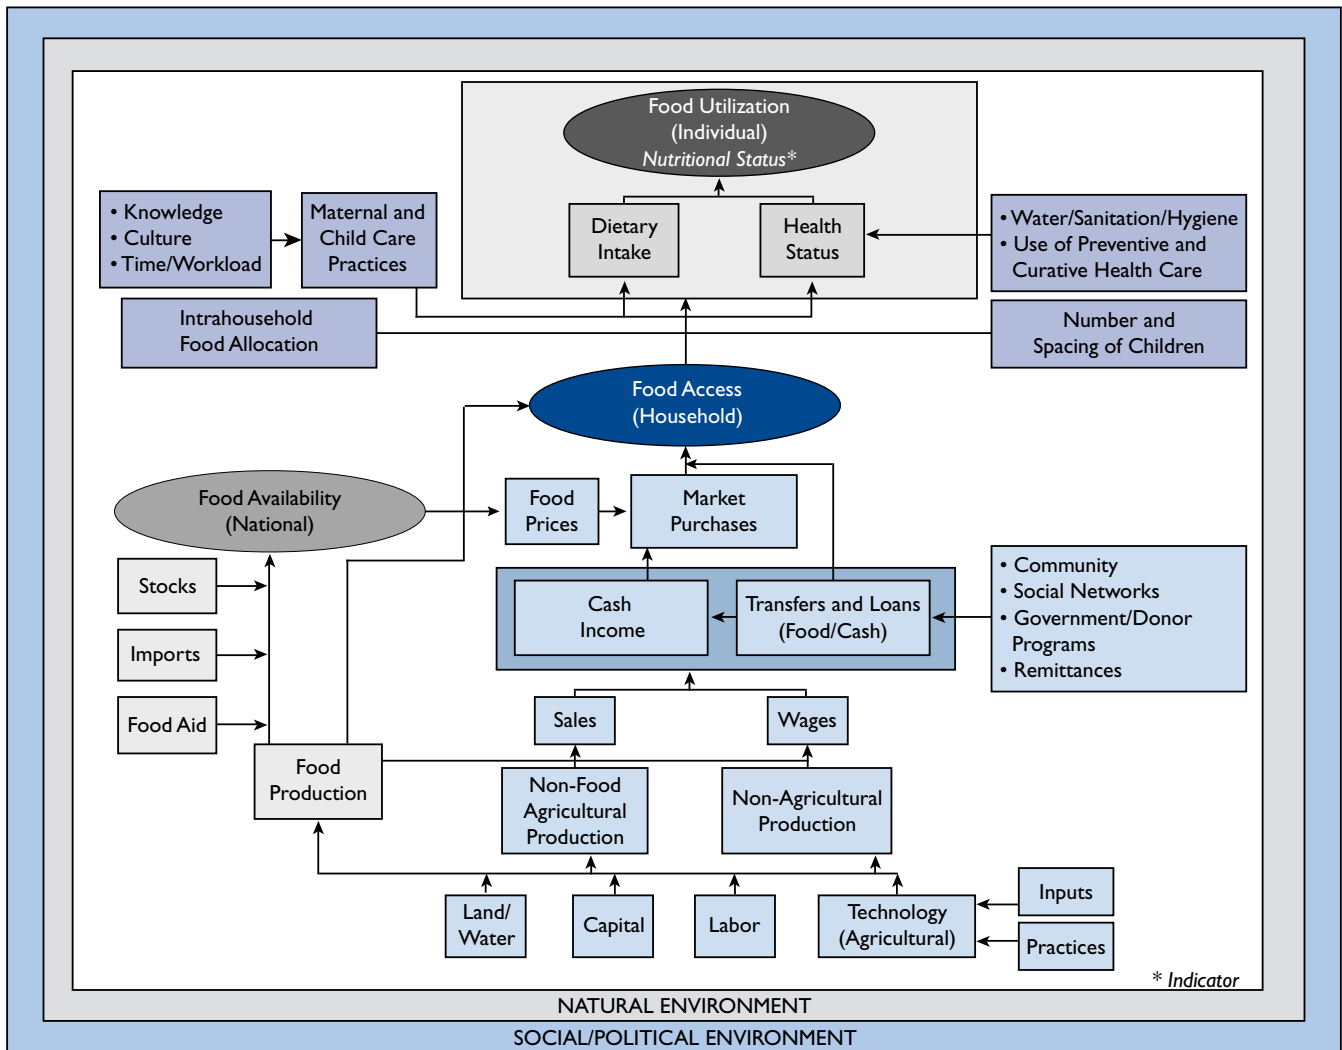 Food Utilization
(Individual)
Nutritional Status*
• Knowledge
• Culture
• Time/Workload
Maternal and
Child Care
Practices
Dietary
Intake
Health
Status
• Water/Sanitation/Hygiene
• Use of Preventive and
Curative Health Care
Intrahousehold
Food Allocation
Number and
Spacing of Children
Food Access
(Household)
Food Availability
(National)
Food
Prices
Market
Purchases
Stocks
Imports
Food Aid
Cash
Income
Transfers and Loans
(Food/Cash)
• Community
• Social Networks
• Government/Donor
Programs
• Remittances
Sales
Wages
Food
Production
Non-Food
Agricultural
Production
Non-Agricultural
Production
Land/
Water
Capital
Labor
Technology
(Agricultural)
Inputs
Practices
* Indicator
NATURAL ENVIRONMENT
SOCIAL/POLITICAL ENVIRONMENT